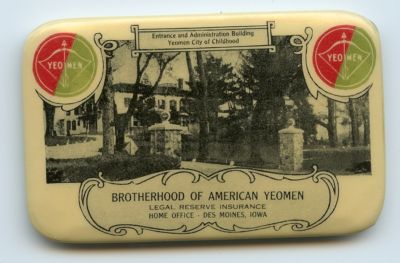 Entrance and Administration Building
Yeomen City of Childhood
YEOMEN
YEOMEN
BROTHERHOOD OF AMERICAN YEOMEN
LEGAL RESERVE INSURANCE
HOME OFFICE - DES MOINES, IOWA